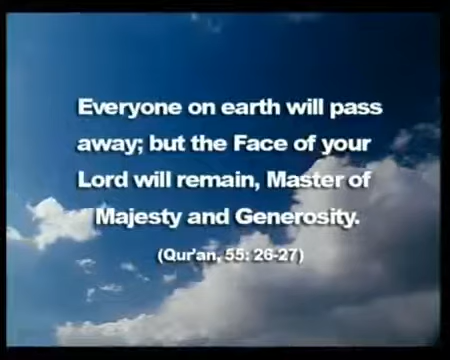 Everyone on earth will pass
away; but the Face of your
Lord will remain, Master of
Majesty and Generosity.
(Qur'an, 55: 26-27)